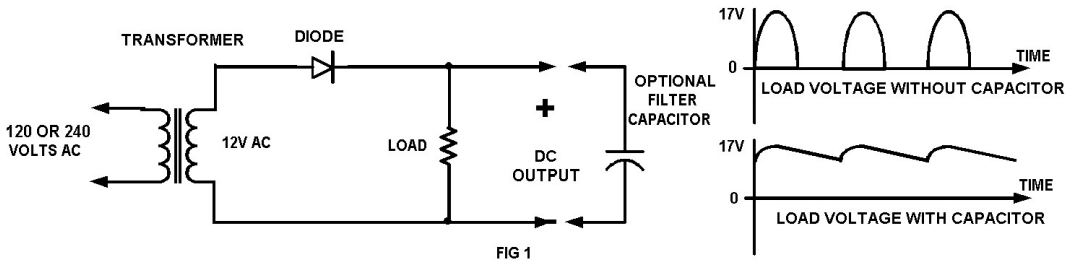 TRANSFORMER
DIODE
120 OR 240
VOLTS AC
12V AC
LOAD
+
DC
OUTPUT
-
OPTIONAL
FILTER
CAPACITOR
FIG 1
17V
0
TIME
LOAD VOLTAGE WITHOUT CAPACITOR
17V
0
TIME
LOAD VOLTAGE WITH CAPACITOR